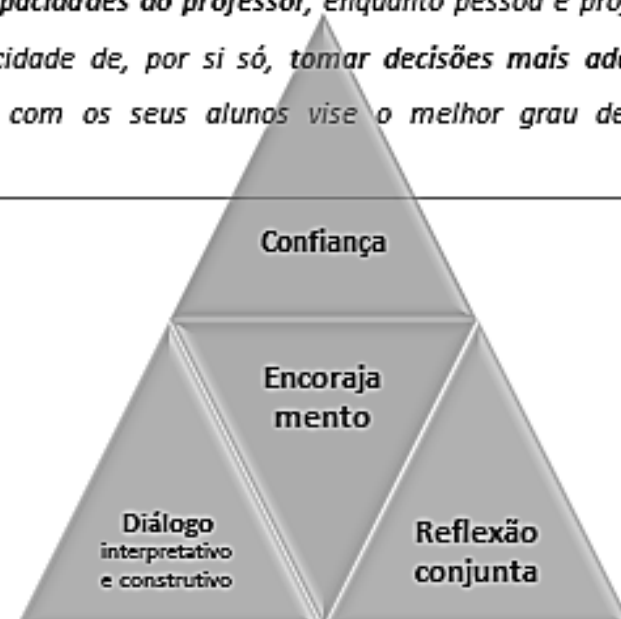 pacidades do professor, enquanto pessoa e pro
cidade de, por si só, tomar decisões mais ad
com os seus alunos vise o melhor grau de
Confiança
Encoraja
mento
Diálogo
interpretativo
e construtivo
Reflexão
conjunta